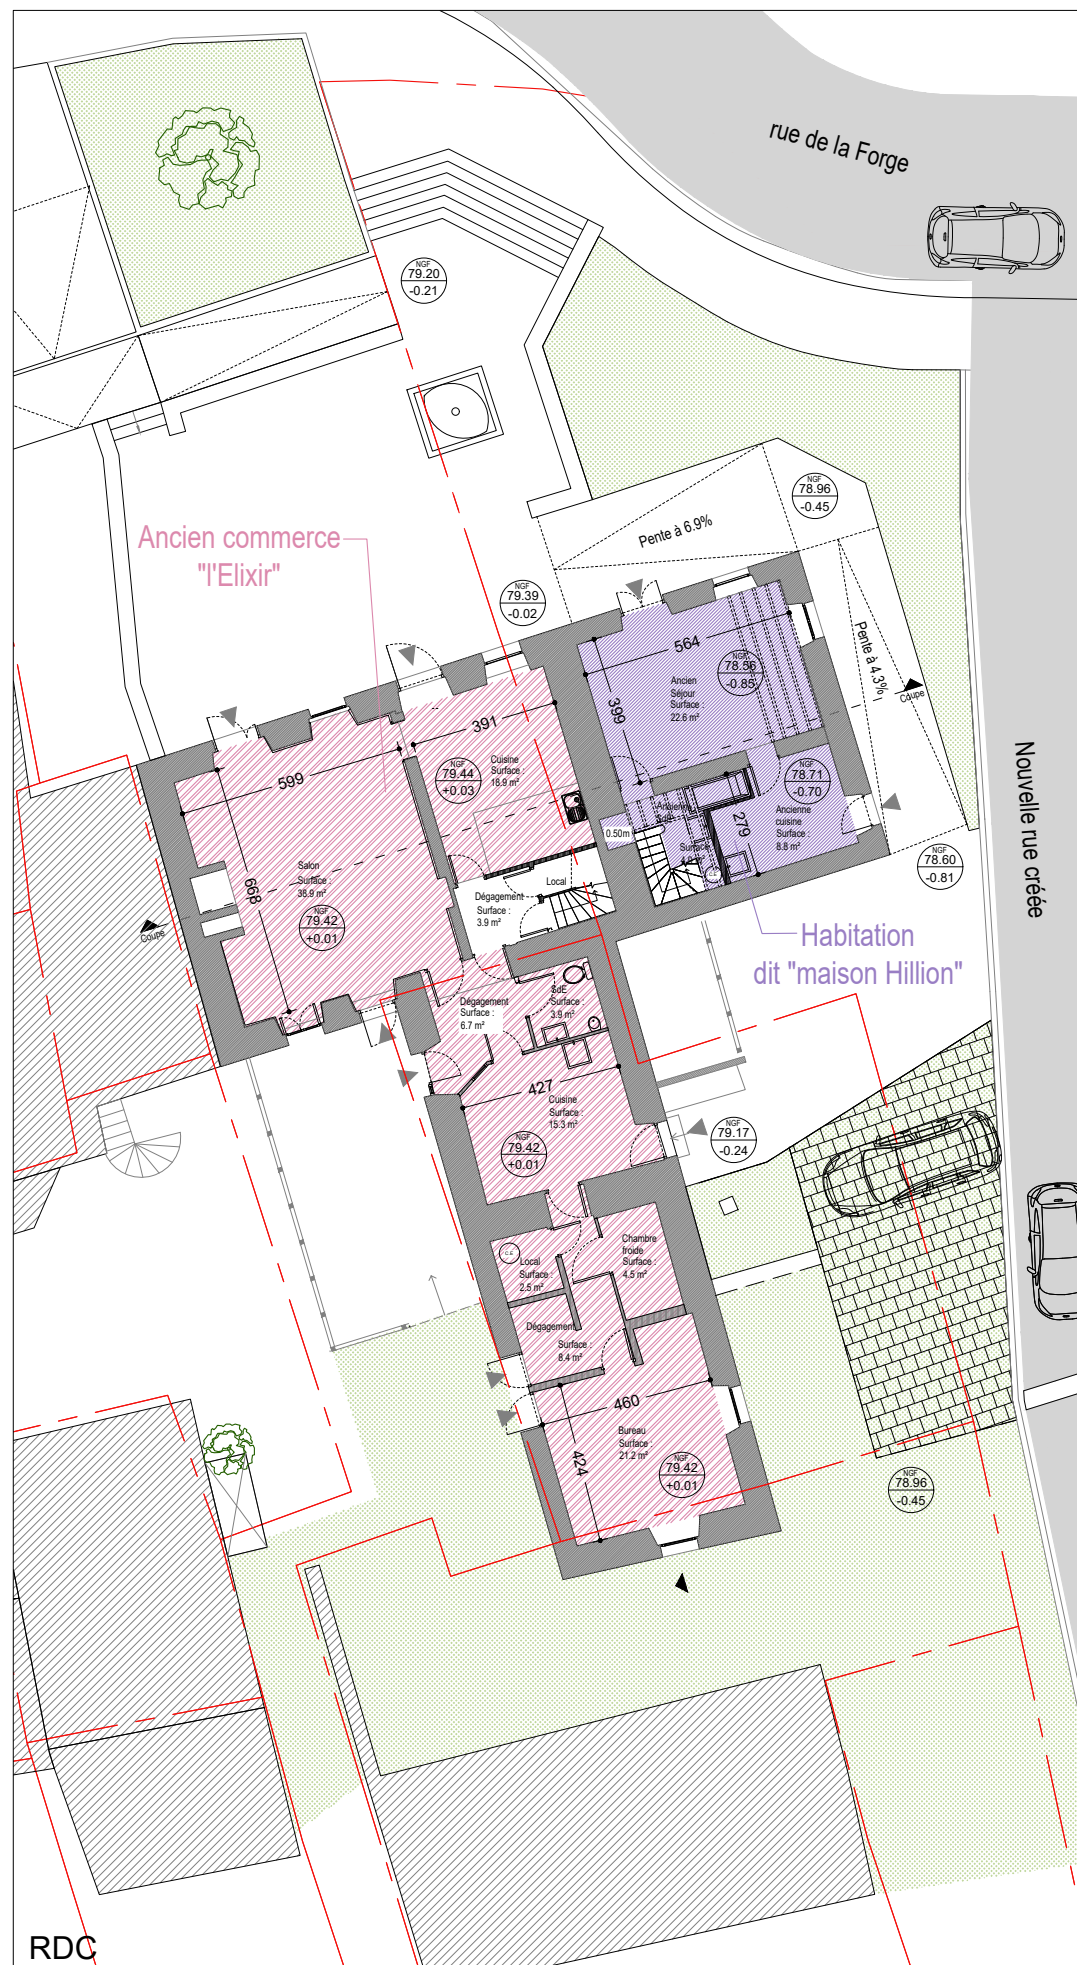 rue de la Forge
NGF
79.20
-0.21
NGF
78.96
-0.45
Pente à 6.9%
Ancien commerce
"l'Elixir"
NGF
79.39
-0.02
564
NGF
78.56
-0.85
Ancien
Séjour
Surface :
22.6 m²
399
Pente à 4.3%
Coupe
391
NGF
79.44
+0.03
Cuisine
Surface :
18.9 m²
599
668
NGF
78.71
-0.70
Ancienne
cuisine
Surface :
8.8 m²
279
Ancienne
SdB
Surface
0.50m
C.E
NGF
78.60
-0.81
Nouvelle rue créée
Salon
Surface :
38.9 m²
NGF
79.42
+0.01
Coupe
Local
Dégagement
Surface :
3.9 m²
Habitation
dit "maison Hillion"
SdE
Surface :
3.9 m²
Dégagement
Surface :
6.7 m²
427
Cuisine
Surface :
15.3 m²
NGF
79.42
+0.01
NGF
79.17
-0.24
C.E
Local
Surface :
2.5 m²
Chambre
froide
Surface :
4.5 m²
Dégagement
Surface :
8.4 m²
460
424
Bureau
Surface :
21.2 m²
NGF
79.42
+0.01
NGF
78.96
-0.45
RDC